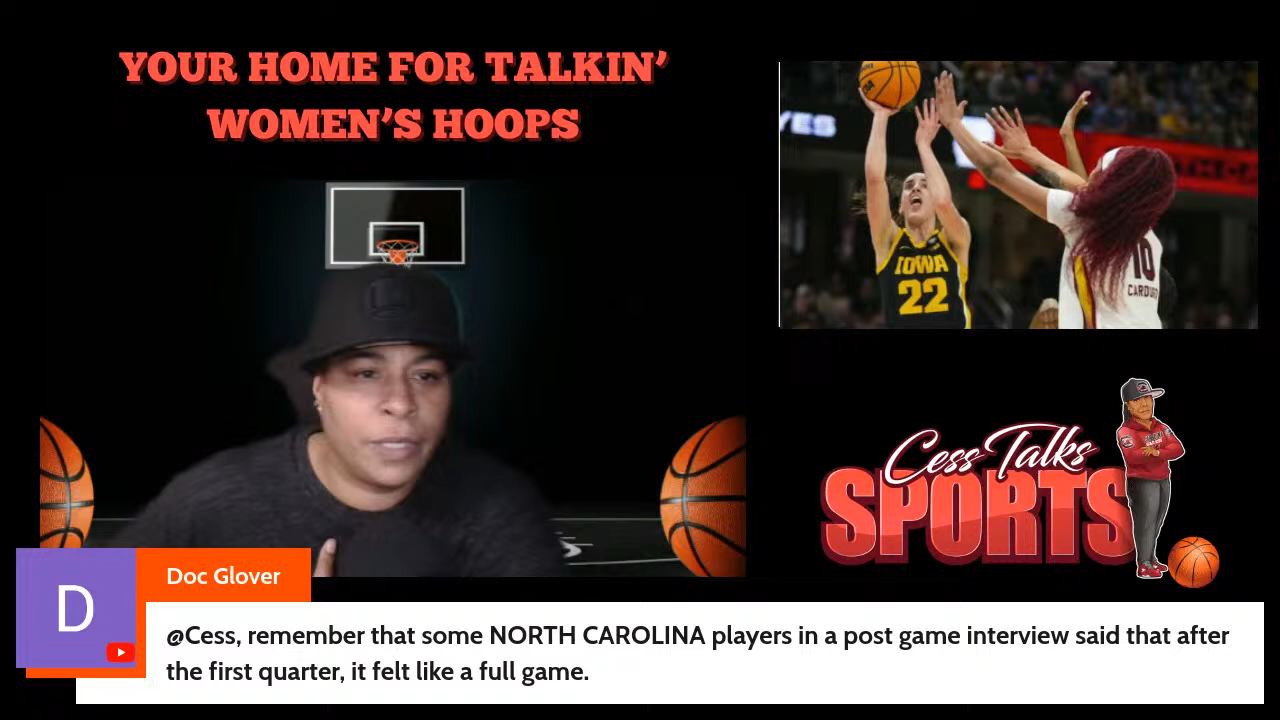 YOUR HOME FOR TALKIN'
WOMEN'S HOOPS
YES
IOWA
22
10
Cess Talks
SPORTS
D
Doc Glover
@Cess, remember that some NORTH CAROLINA players in a post game interview said that after
the first quarter, it felt like a full game.